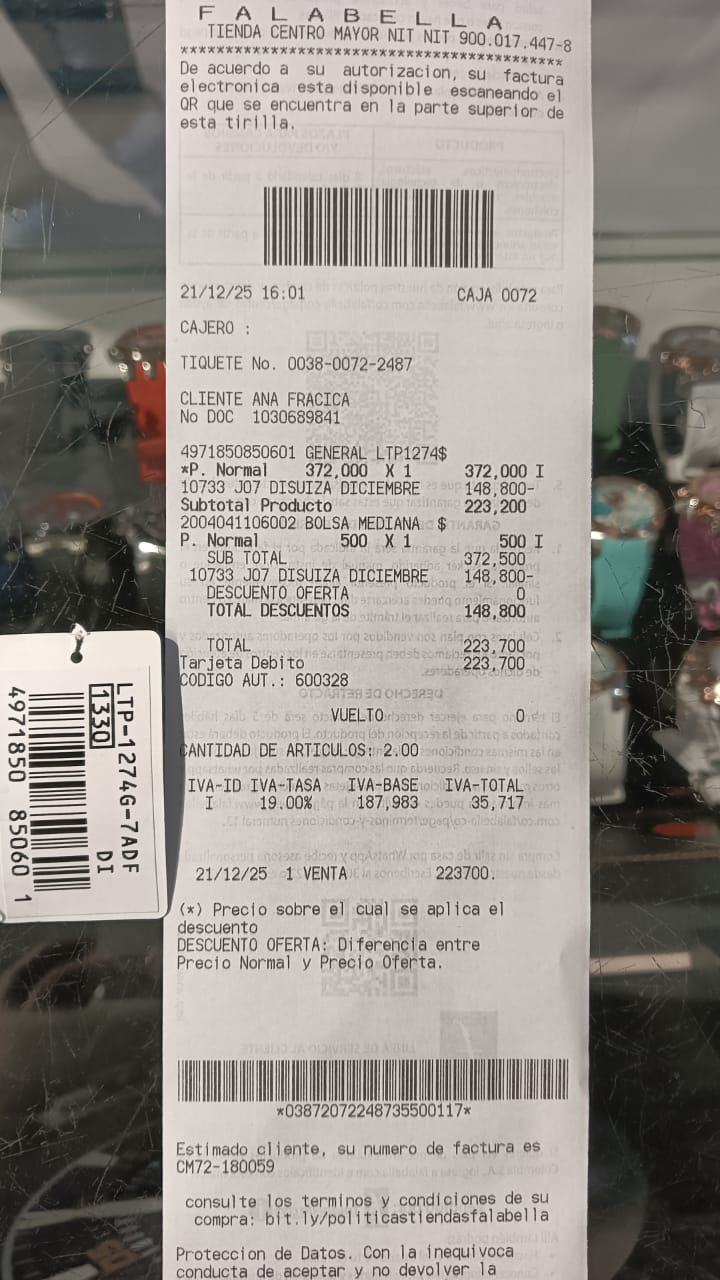 F A L A B E L L A
TIENDA CENTRO MAYOR NIT NIT 900.017.447-8
******************************************
De acuerdo a su autorizacion, su factura
electronica esta disponible escaneando el
QR que se encuentra en la parte superior de
esta tirilla.
21/12/25 16:01 CAJA 0072
CAJERO :
TIQUETE No. 0038-0072-2487
CLIENTE ANA FRACICA
No DOC 1030689841
4971850850601 GENERAL LTP1274$
*P. Normal 372,000 X 1 372,000 I
10733 J07 DISUIZA DICIEMBRE 148,800-
Subtotal Producto 223,200
2004041106002 BOLSA MEDIANA $
P. Normal 500 X 1 500 I
SUB TOTAL 372,500
10733 J07 DISUIZA DICIEMBRE 148,800-
DESCUENTO OFERTA 0
TOTAL DESCUENTOS 148,800
TOTAL 223,700
Tarjeta Debito 223,700
CODIGO AUT.: 600328
VUELTO 0
CANTIDAD DE ARTICULOS: 2.00
IVA-ID IVA-TASA IVA-BASE IVA-TOTAL
I 19.00% 187,983 35,717
21/12/25 1 VENTA 223700.
(*) Precio sobre el cual se aplica el
descuento
DESCUENTO OFERTA: Diferencia entre
Precio Normal y Precio Oferta.
*03872072248735500117*
Estimado cliente, su numero de factura es
CM72-180059
consulte los terminos y condiciones de su
compra: bit.ly/politicastiendasfalabella
Proteccion de Datos. Con la inequivoca
conducta de aceptar y no devolver la
LTP-1274G-7ADF
1330 DI
4971850 85060 1